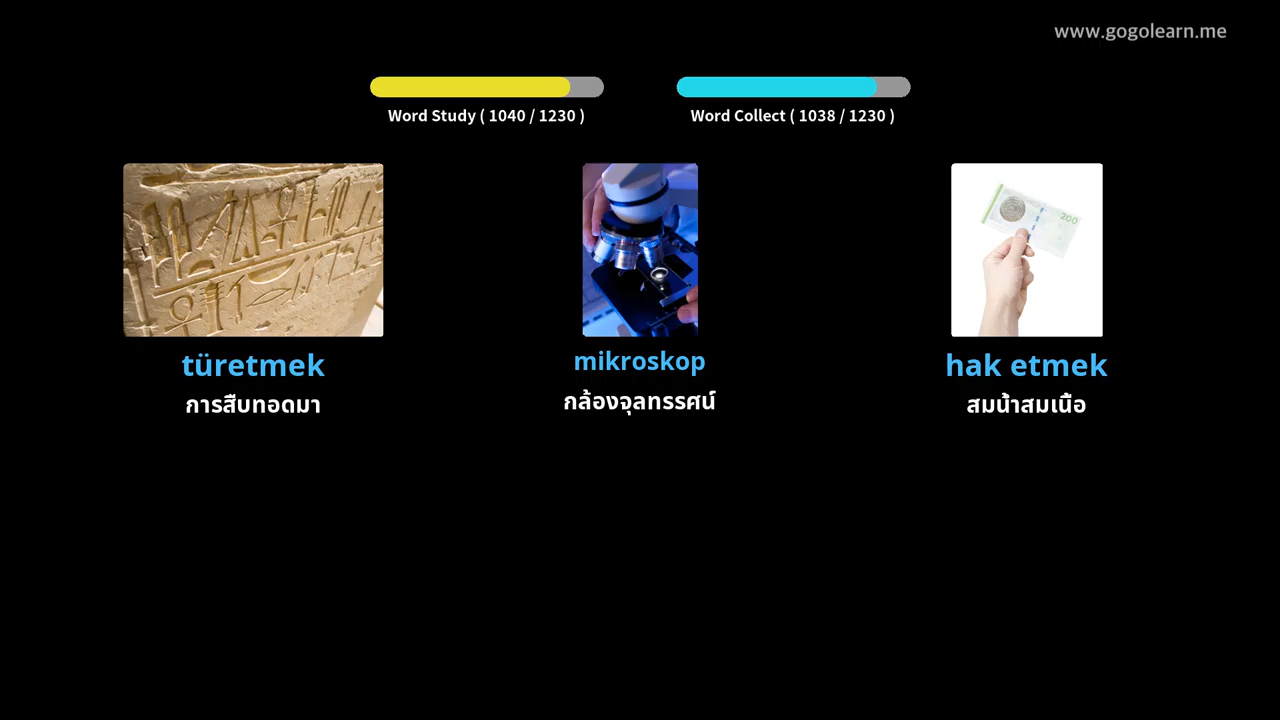 www.gogolearn.me
Word Study ( 1040 / 1230 )
Word Collect ( 1038 / 1230 )
200
türetmek
mikroskop
hak etmek
การสืบทอดมา
กล้องจุลทรรศน์
สมน้ำสมเนื้อ